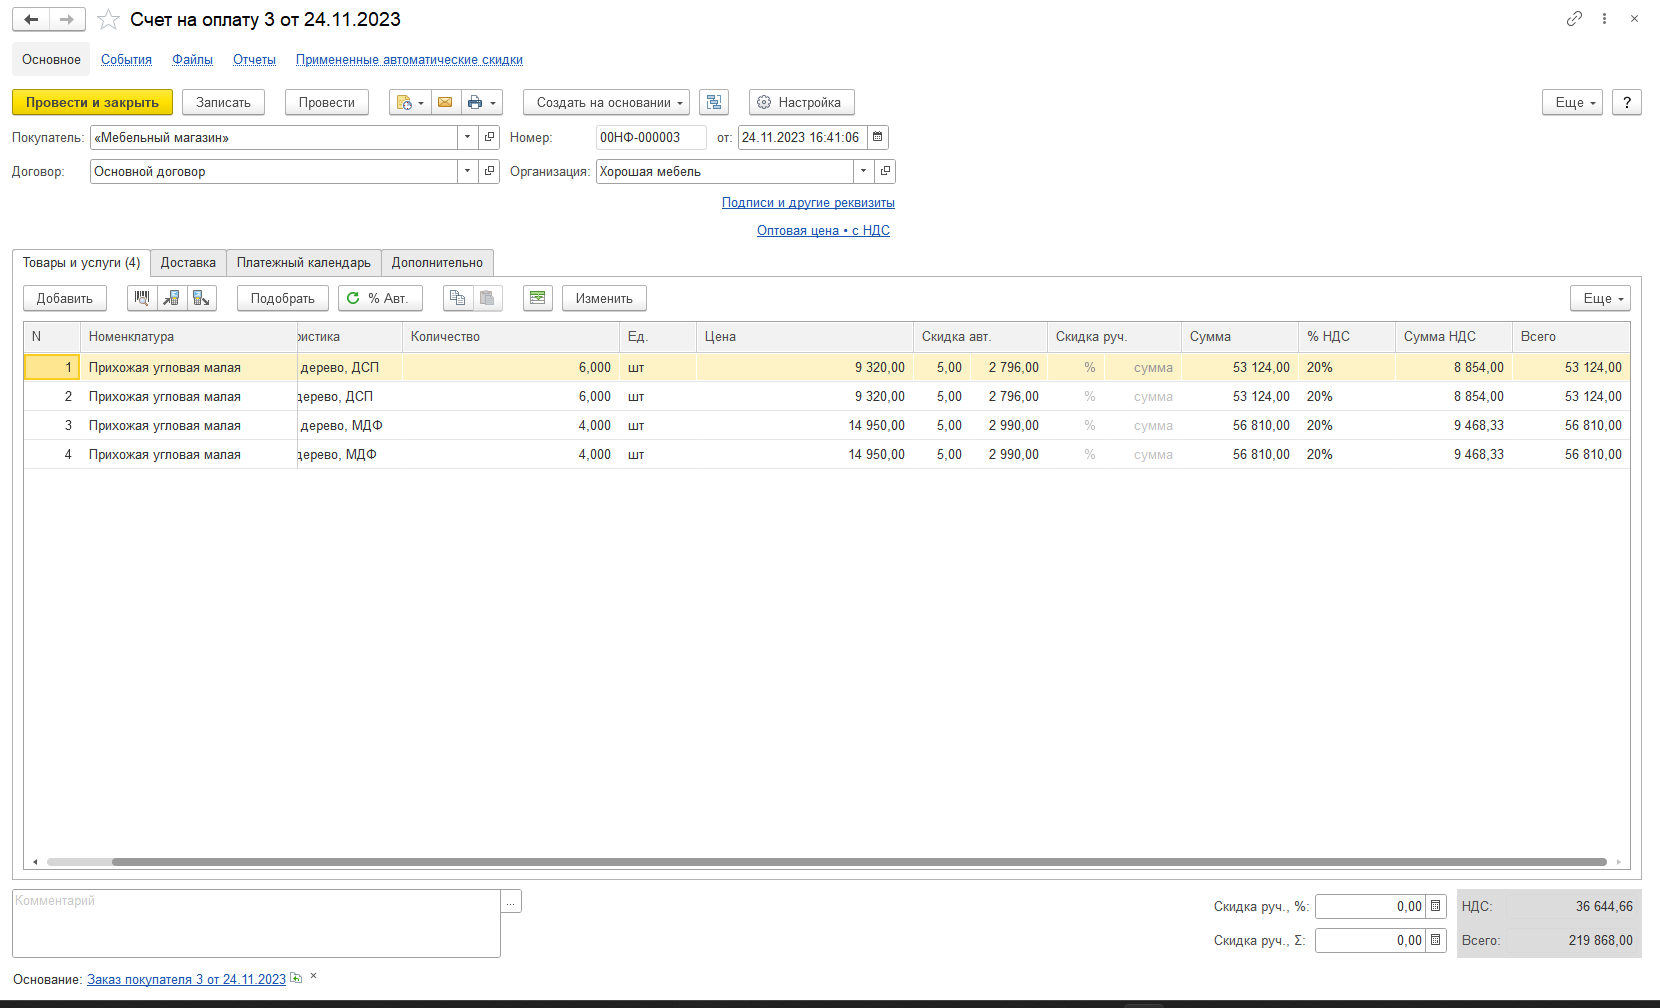 Счет на оплату 3 от 24.11.2023
Основное События Файлы Отчеты Примененные автоматические скидки
Провести и закрыть Записать Провести Создать на основании Настройка Еще ?
Покупатель: «Мебельный магазин» Номер: 00НФ-000003 от: 24.11.2023 16:41:06
Договор: Основной договор Организация: Хорошая мебель
Подписи и другие реквизиты
Оптовая цена • с НДС
Товары и услуги (4) Доставка Платежный календарь Дополнительно
Добавить Подобрать % Авт. Изменить Еще
N Номенклатура ристика Количество Ед. Цена Скидка авт. Скидка руч. Сумма % НДС Сумма НДС Всего
1 Прихожая угловая малая дерево, ДСП 6,000 шт 9 320,00 5,00 2 796,00 % сумма 53 124,00 20% 8 854,00 53 124,00
2 Прихожая угловая малая дерево, ДСП 6,000 шт 9 320,00 5,00 2 796,00 % сумма 53 124,00 20% 8 854,00 53 124,00
3 Прихожая угловая малая дерево, МДФ 4,000 шт 14 950,00 5,00 2 990,00 % сумма 56 810,00 20% 9 468,33 56 810,00
4 Прихожая угловая малая дерево, МДФ 4,000 шт 14 950,00 5,00 2 990,00 % сумма 56 810,00 20% 9 468,33 56 810,00
Комментарий ...
Скидка руч., %: 0,00 НДС: 36 644,66
Скидка руч., Σ: 0,00 Всего: 219 868,00
Основание: Заказ покупателя 3 от 24.11.2023